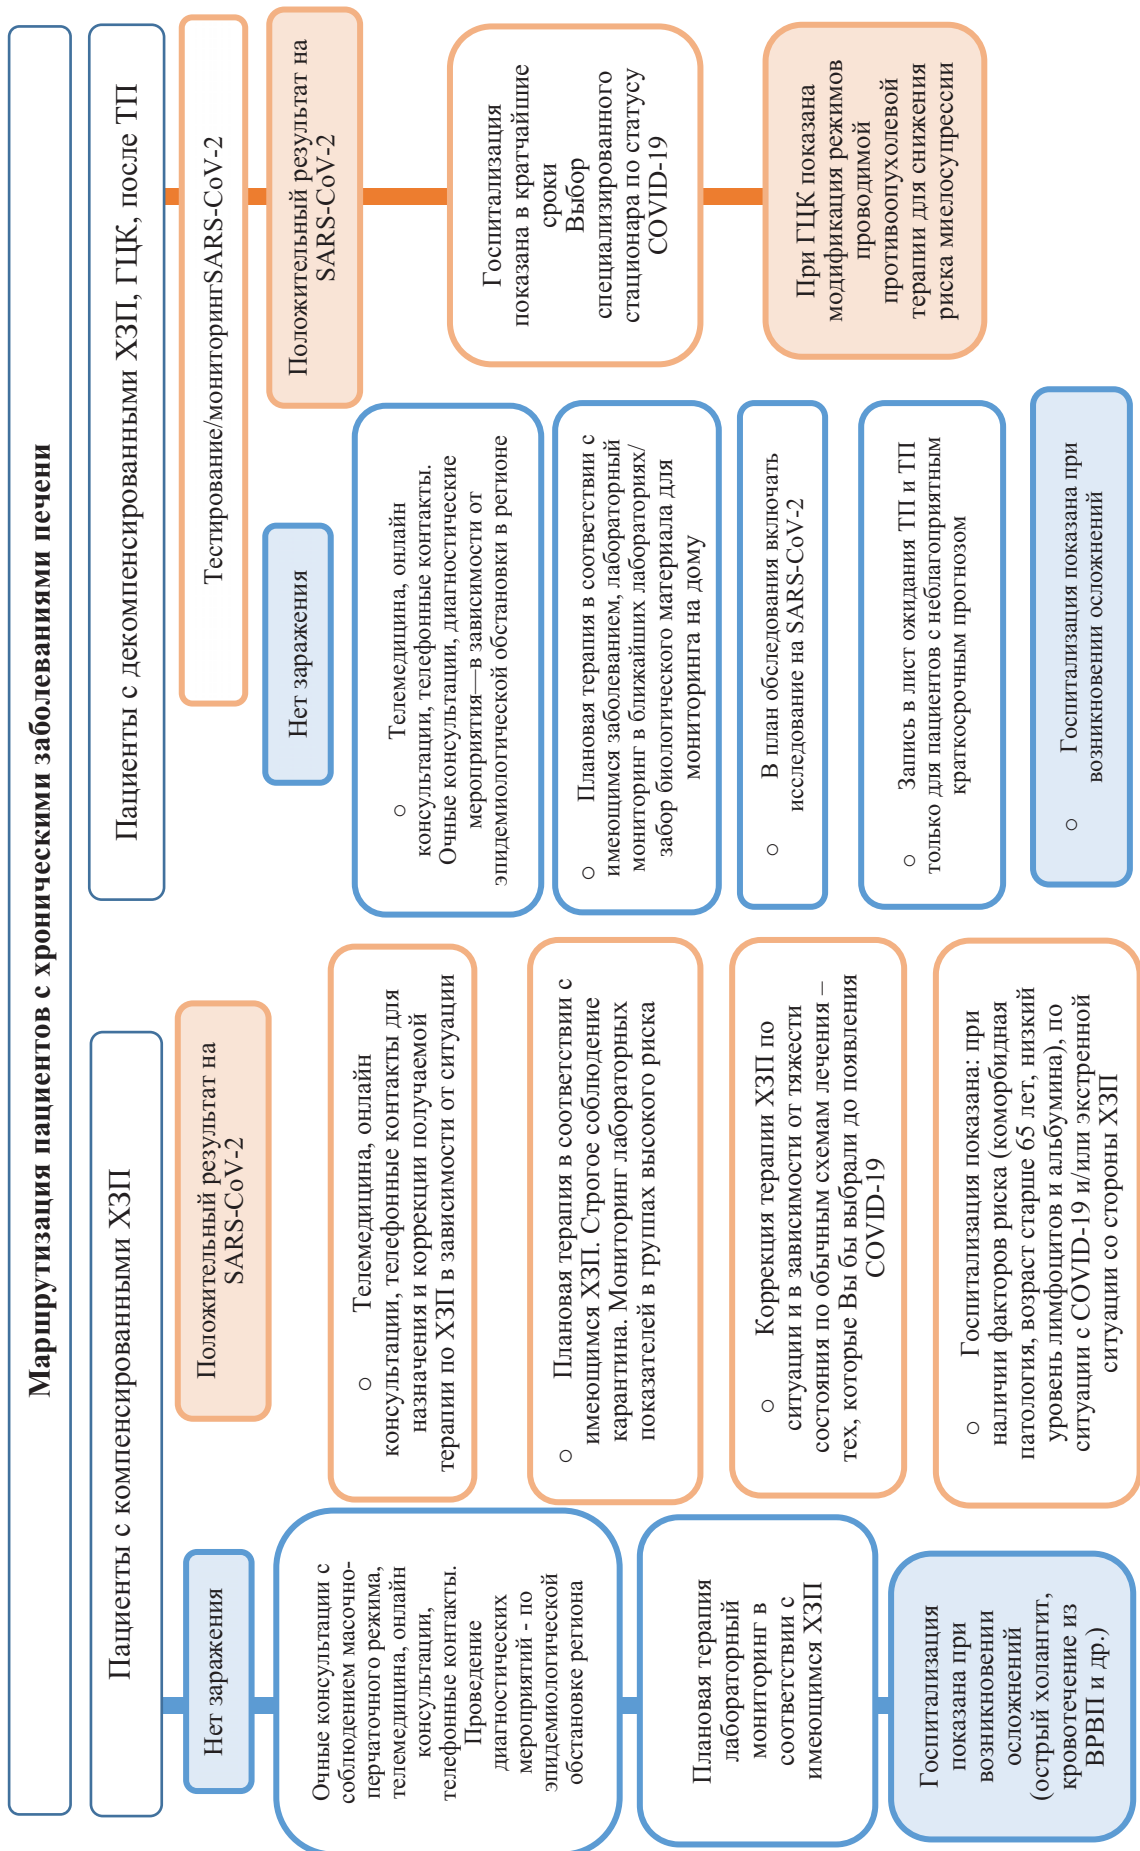 Маршрутизация пациентов с хроническими заболеваниями печени
Пациенты с компенсированными ХЗП
Нет заражения
Очные консультации с
соблюдением масочно-
перчаточного режима,
телемедицина, онлайн
консультации,
телефонные контакты.
Проведение
диагностических
мероприятий - по
эпидемиологической
обстановке региона
Плановая терапия
лабораторный
мониторинг в
соответствии с
имеющимся ХЗП
Госпитализация
показана при
возникновении
осложнений
(острый холангит,
кровотечение из
ВРВП и др.)
Положительный результат на
SARS-CoV-2
○ Телемедицина, онлайн
консультации, телефонные контакты для
назначения и коррекции получаемой
терапии по ХЗП в зависимости от ситуации
○ Плановая терапия в соответствии с
имеющимся ХЗП. Строгое соблюдение
карантина. Мониторинг лабораторных
показателей в группах высокого риска
○ Коррекция терапии ХЗП по
ситуации и в зависимости от тяжести
состояния по обычным схемам лечения –
тех, которые Вы бы выбрали до появления
COVID-19
○ Госпитализация показана: при
наличии факторов риска (коморбидная
патология, возраст старше 65 лет, низкий
уровень лимфоцитов и альбумина), по
ситуации с COVID-19 и/или экстренной
ситуации со стороны ХЗП
Пациенты с декомпенсированными ХЗП, ГЦК, после ТП
Тестирование/мониторингSARS-CoV-2
Нет заражения
○ Телемедицина, онлайн
консультации, телефонные контакты.
Очные консультации, диагностические
мероприятия—в зависимости от
эпидемиологической обстановки в регионе
○ Плановая терапия в соответствии с
имеющимся заболеванием, лабораторный
мониторинг в ближайших лабораториях/
забор биологического материала для
мониторинга на дому
○ В план обследования включать
исследование на SARS-CoV-2
○ Запись в лист ожидания ТП и ТП
только для пациентов с неблагоприятным
краткосрочным прогнозом
○ Госпитализация показана при
возникновении осложнений
Положительный результат на
SARS-CoV-2
Госпитализация
показана в кратчайшие
сроки
Выбор
специализированного
стационара по статусу
COVID-19
При ГЦК показана
модификация режимов
проводимой
противоопухолевой
терапии для снижения
риска миелосупрессии